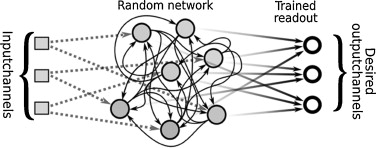 Inputchannels
Random network
Trained
readout
Desired
outputchannels